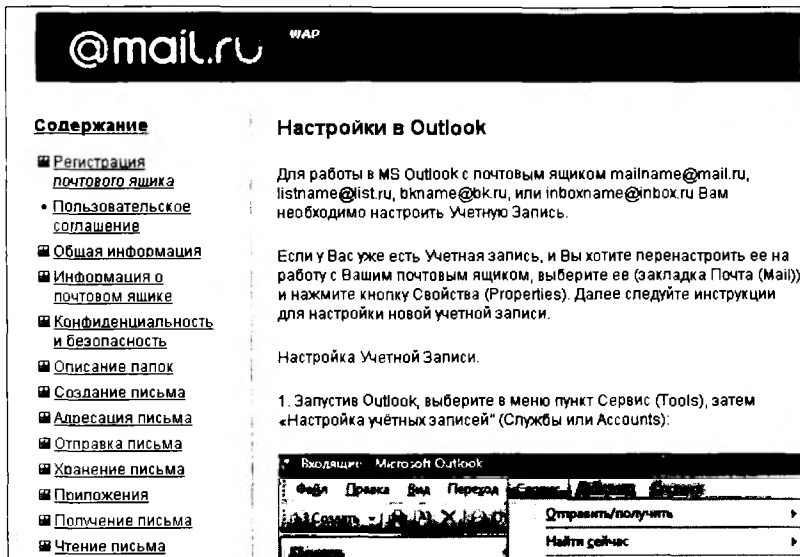 @mail.ru WAP
Содержание
Регистрация
почтового ящика
Пользовательское
соглашение
Общая информация
Информация о
почтовом ящике
Конфиденциальность
и безопасность
Описание папок
Создание письма
Адресация письма
Отправка письма
Хранение письма
Приложения
Получение письма
Чтение письма
Настройки в Outlook
Для работы в MS Outlook с почтовым ящиком mailname@mail.ru,
listname@list.ru, bkname@bk.ru, или inboxname@inbox.ru Вам
необходимо настроить Учетную Запись.
Если у Вас уже есть Учетная запись, и Вы хотите перенастроить ее на
работу с Вашим почтовым ящиком, выберите ее (закладка Почта (Mail))
и нажмите кнопку Свойства (Properties). Далее следуйте инструкции
для настройки новой учетной записи.
Настройка Учетной Записи.
1. Запустив Outlook, выберите в меню пункт Сервис (Tools), затем
«Настройка учётных записей" (Службы или Accounts):
Входящие - Microsoft Outlook
Файл Правка Вид Переход Сервис
Создать
Отправить/получить
Найти сейчас